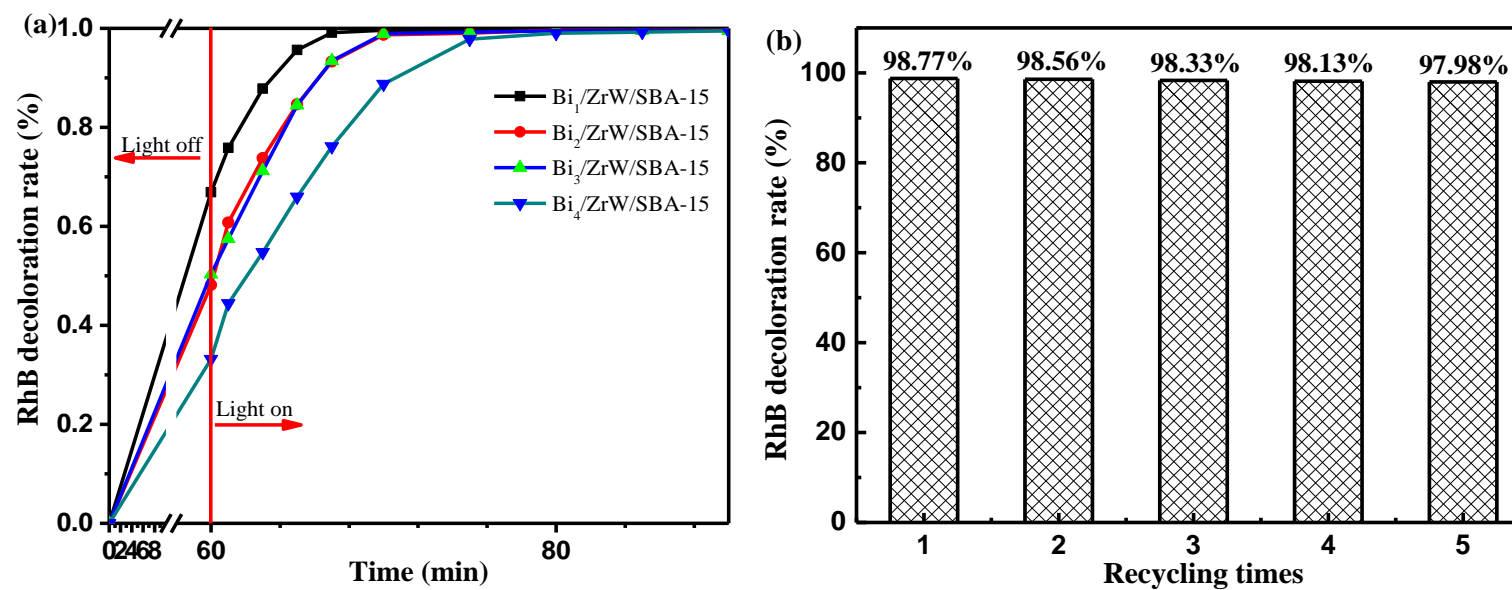 (a)
RhB decoloration rate (%)
1.0
0.8
0.6
0.4
0.2
0.0
Light off
Light on
Bi₁/ZrW/SBA-15
Bi₂/ZrW/SBA-15
Bi₃/ZrW/SBA-15
Bi₄/ZrW/SBA-15
0 2 4 6 8 60 80
Time (min)
(b)
RhB decoloration rate (%)
100
80
60
40
20
0
98.77% 98.56% 98.33% 98.13% 97.98%
1 2 3 4 5
Recycling times